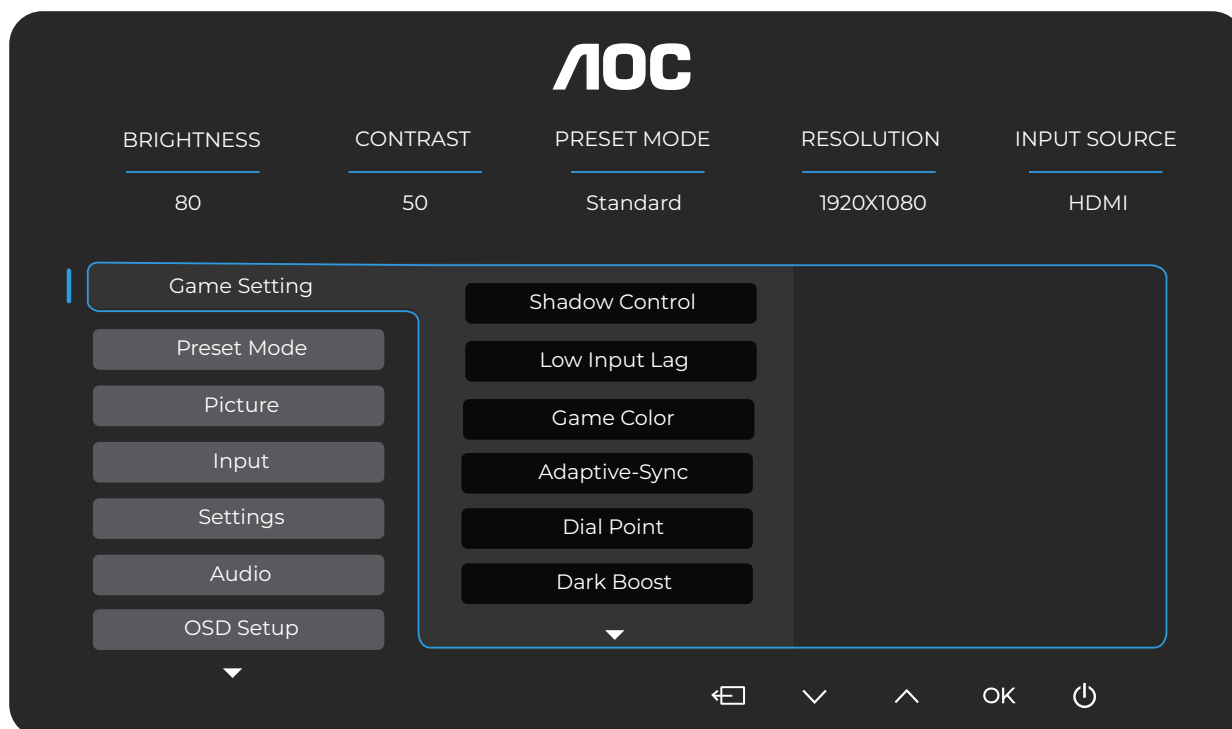 AOC
BRIGHTNESS CONTRAST PRESET MODE RESOLUTION INPUT SOURCE
80 50 Standard 1920X1080 HDMI
Game Setting
Preset Mode
Picture
Input
Settings
Audio
OSD Setup
Shadow Control
Low Input Lag
Game Color
Adaptive-Sync
Dial Point
Dark Boost
OK